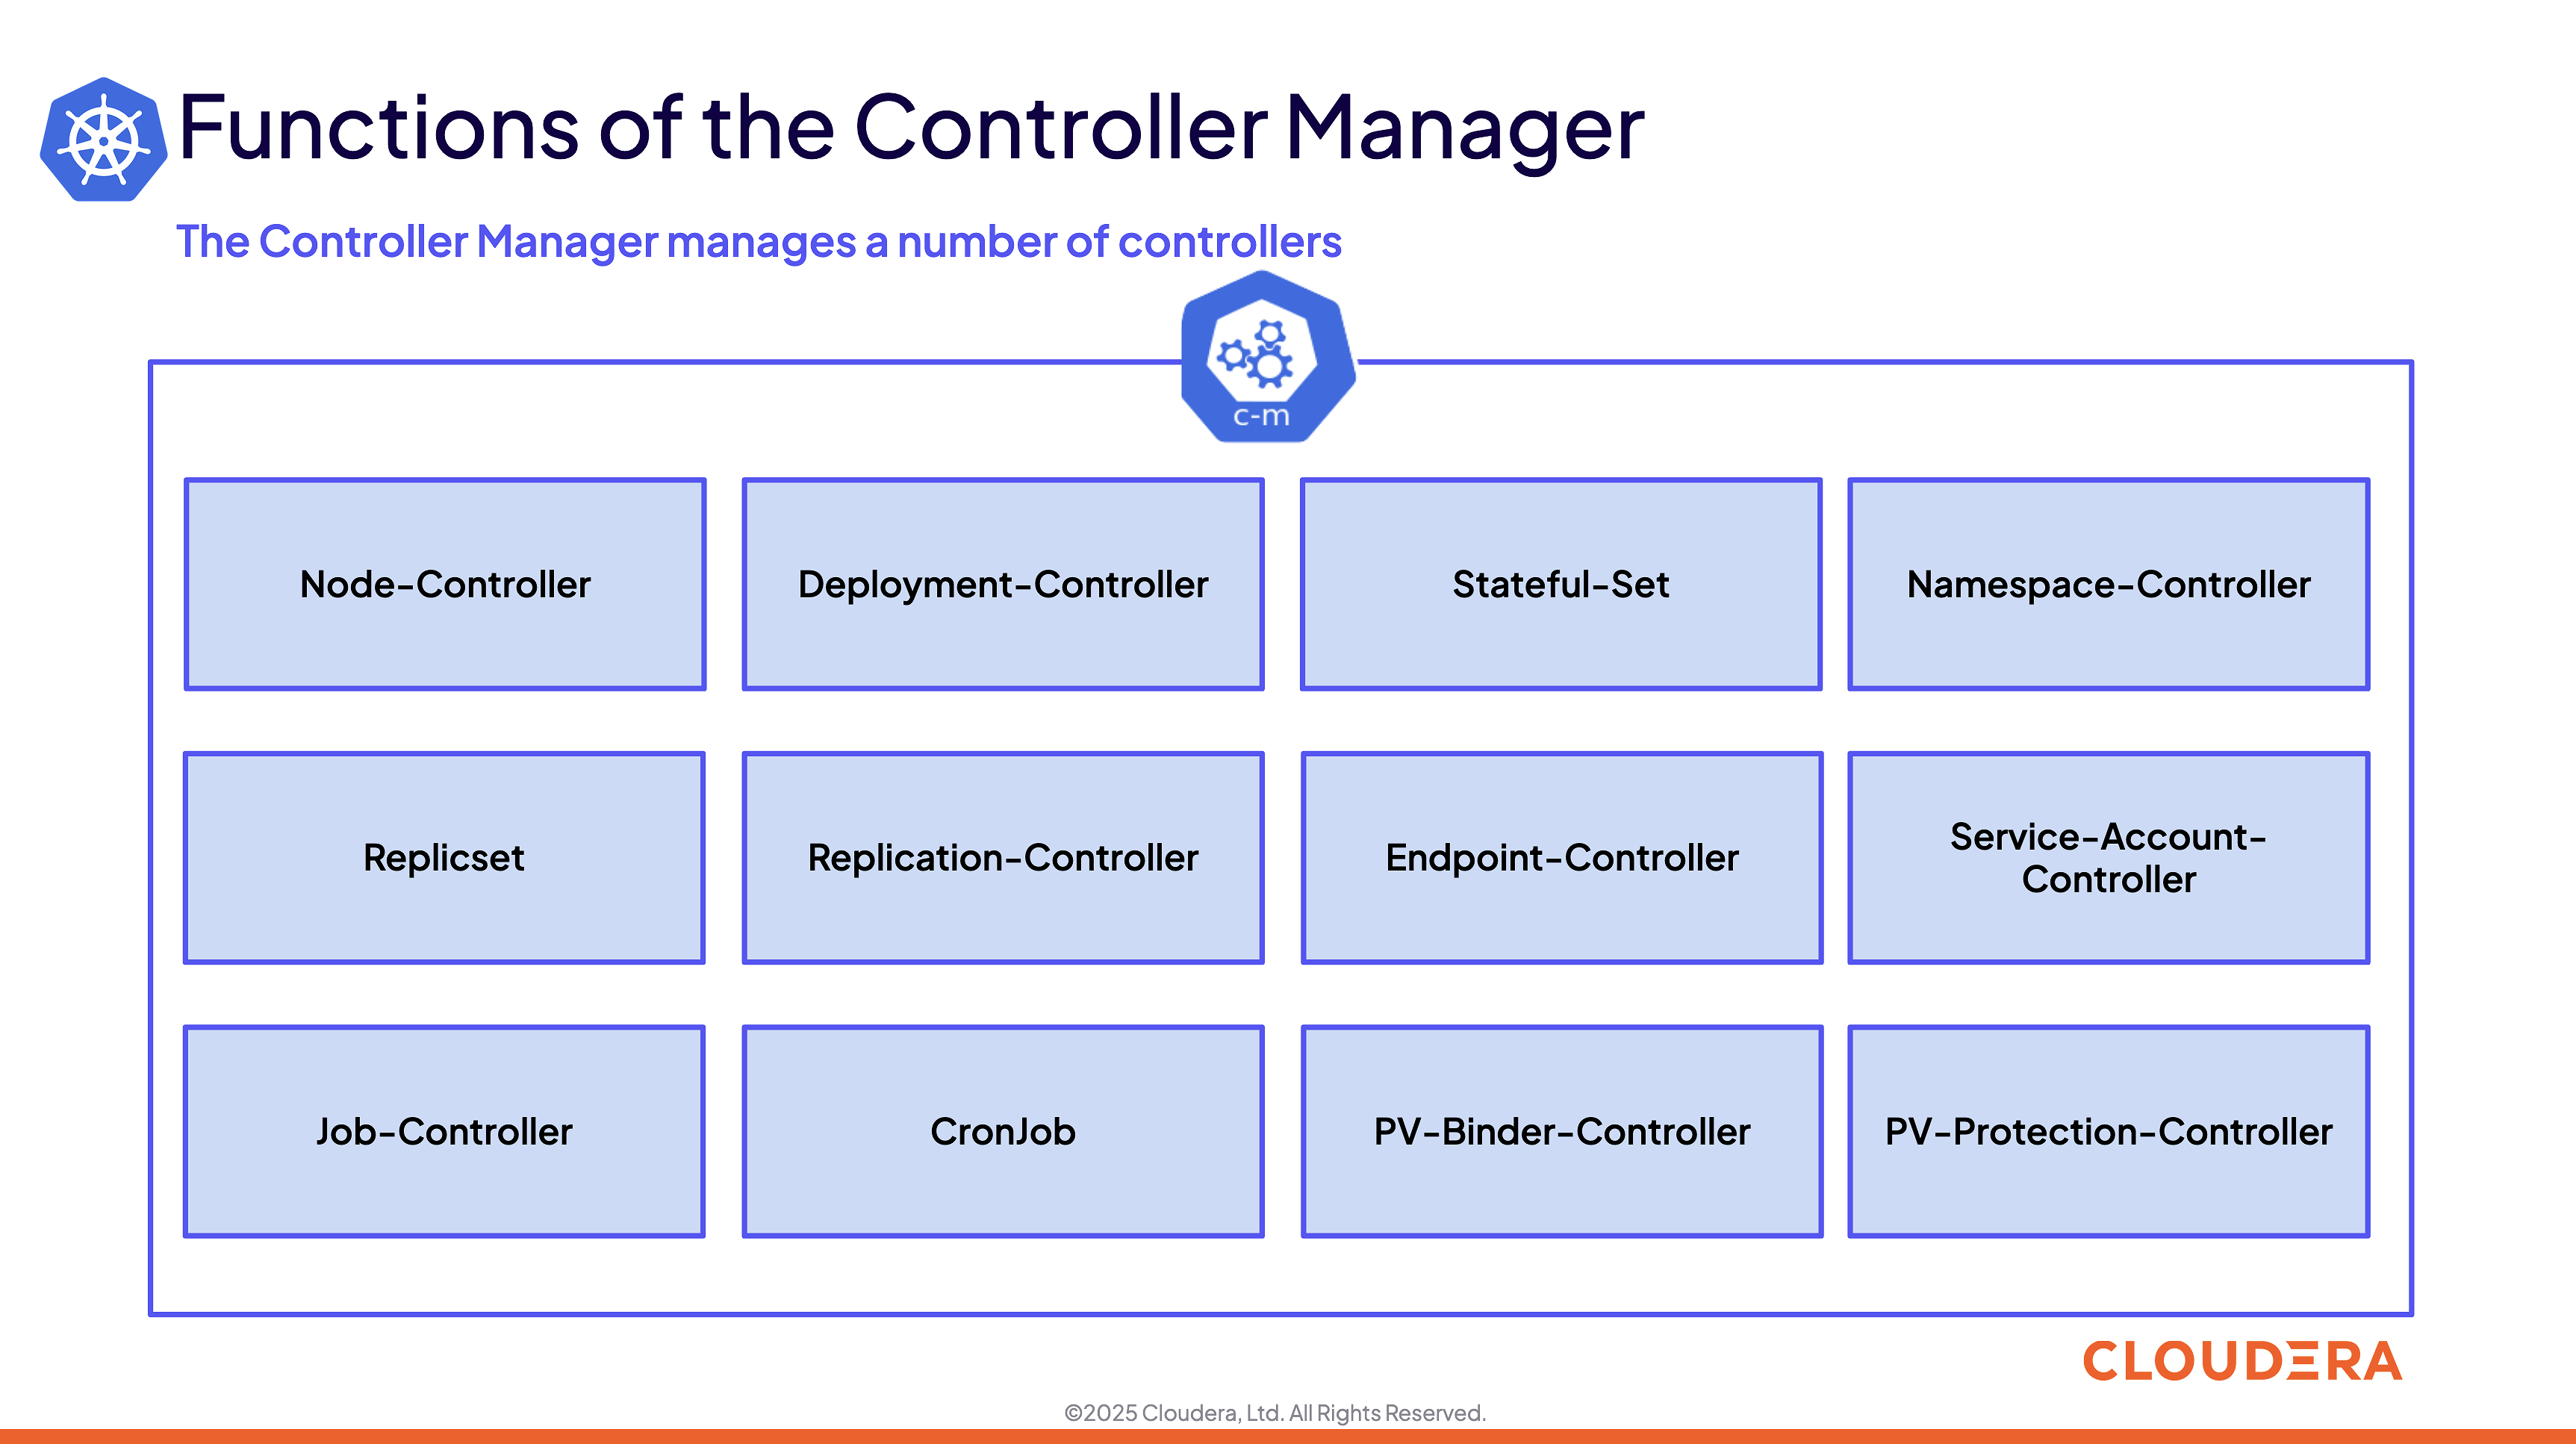 Functions of the Controller Manager
The Controller Manager manages a number of controllers
c-m
Node-Controller
Deployment-Controller
Stateful-Set
Namespace-Controller
Replicset
Replication-Controller
Endpoint-Controller
Service-Account-
Controller
Job-Controller
CronJob
PV-Binder-Controller
PV-Protection-Controller
CLOUDERA
©2025 Cloudera, Ltd. All Rights Reserved.